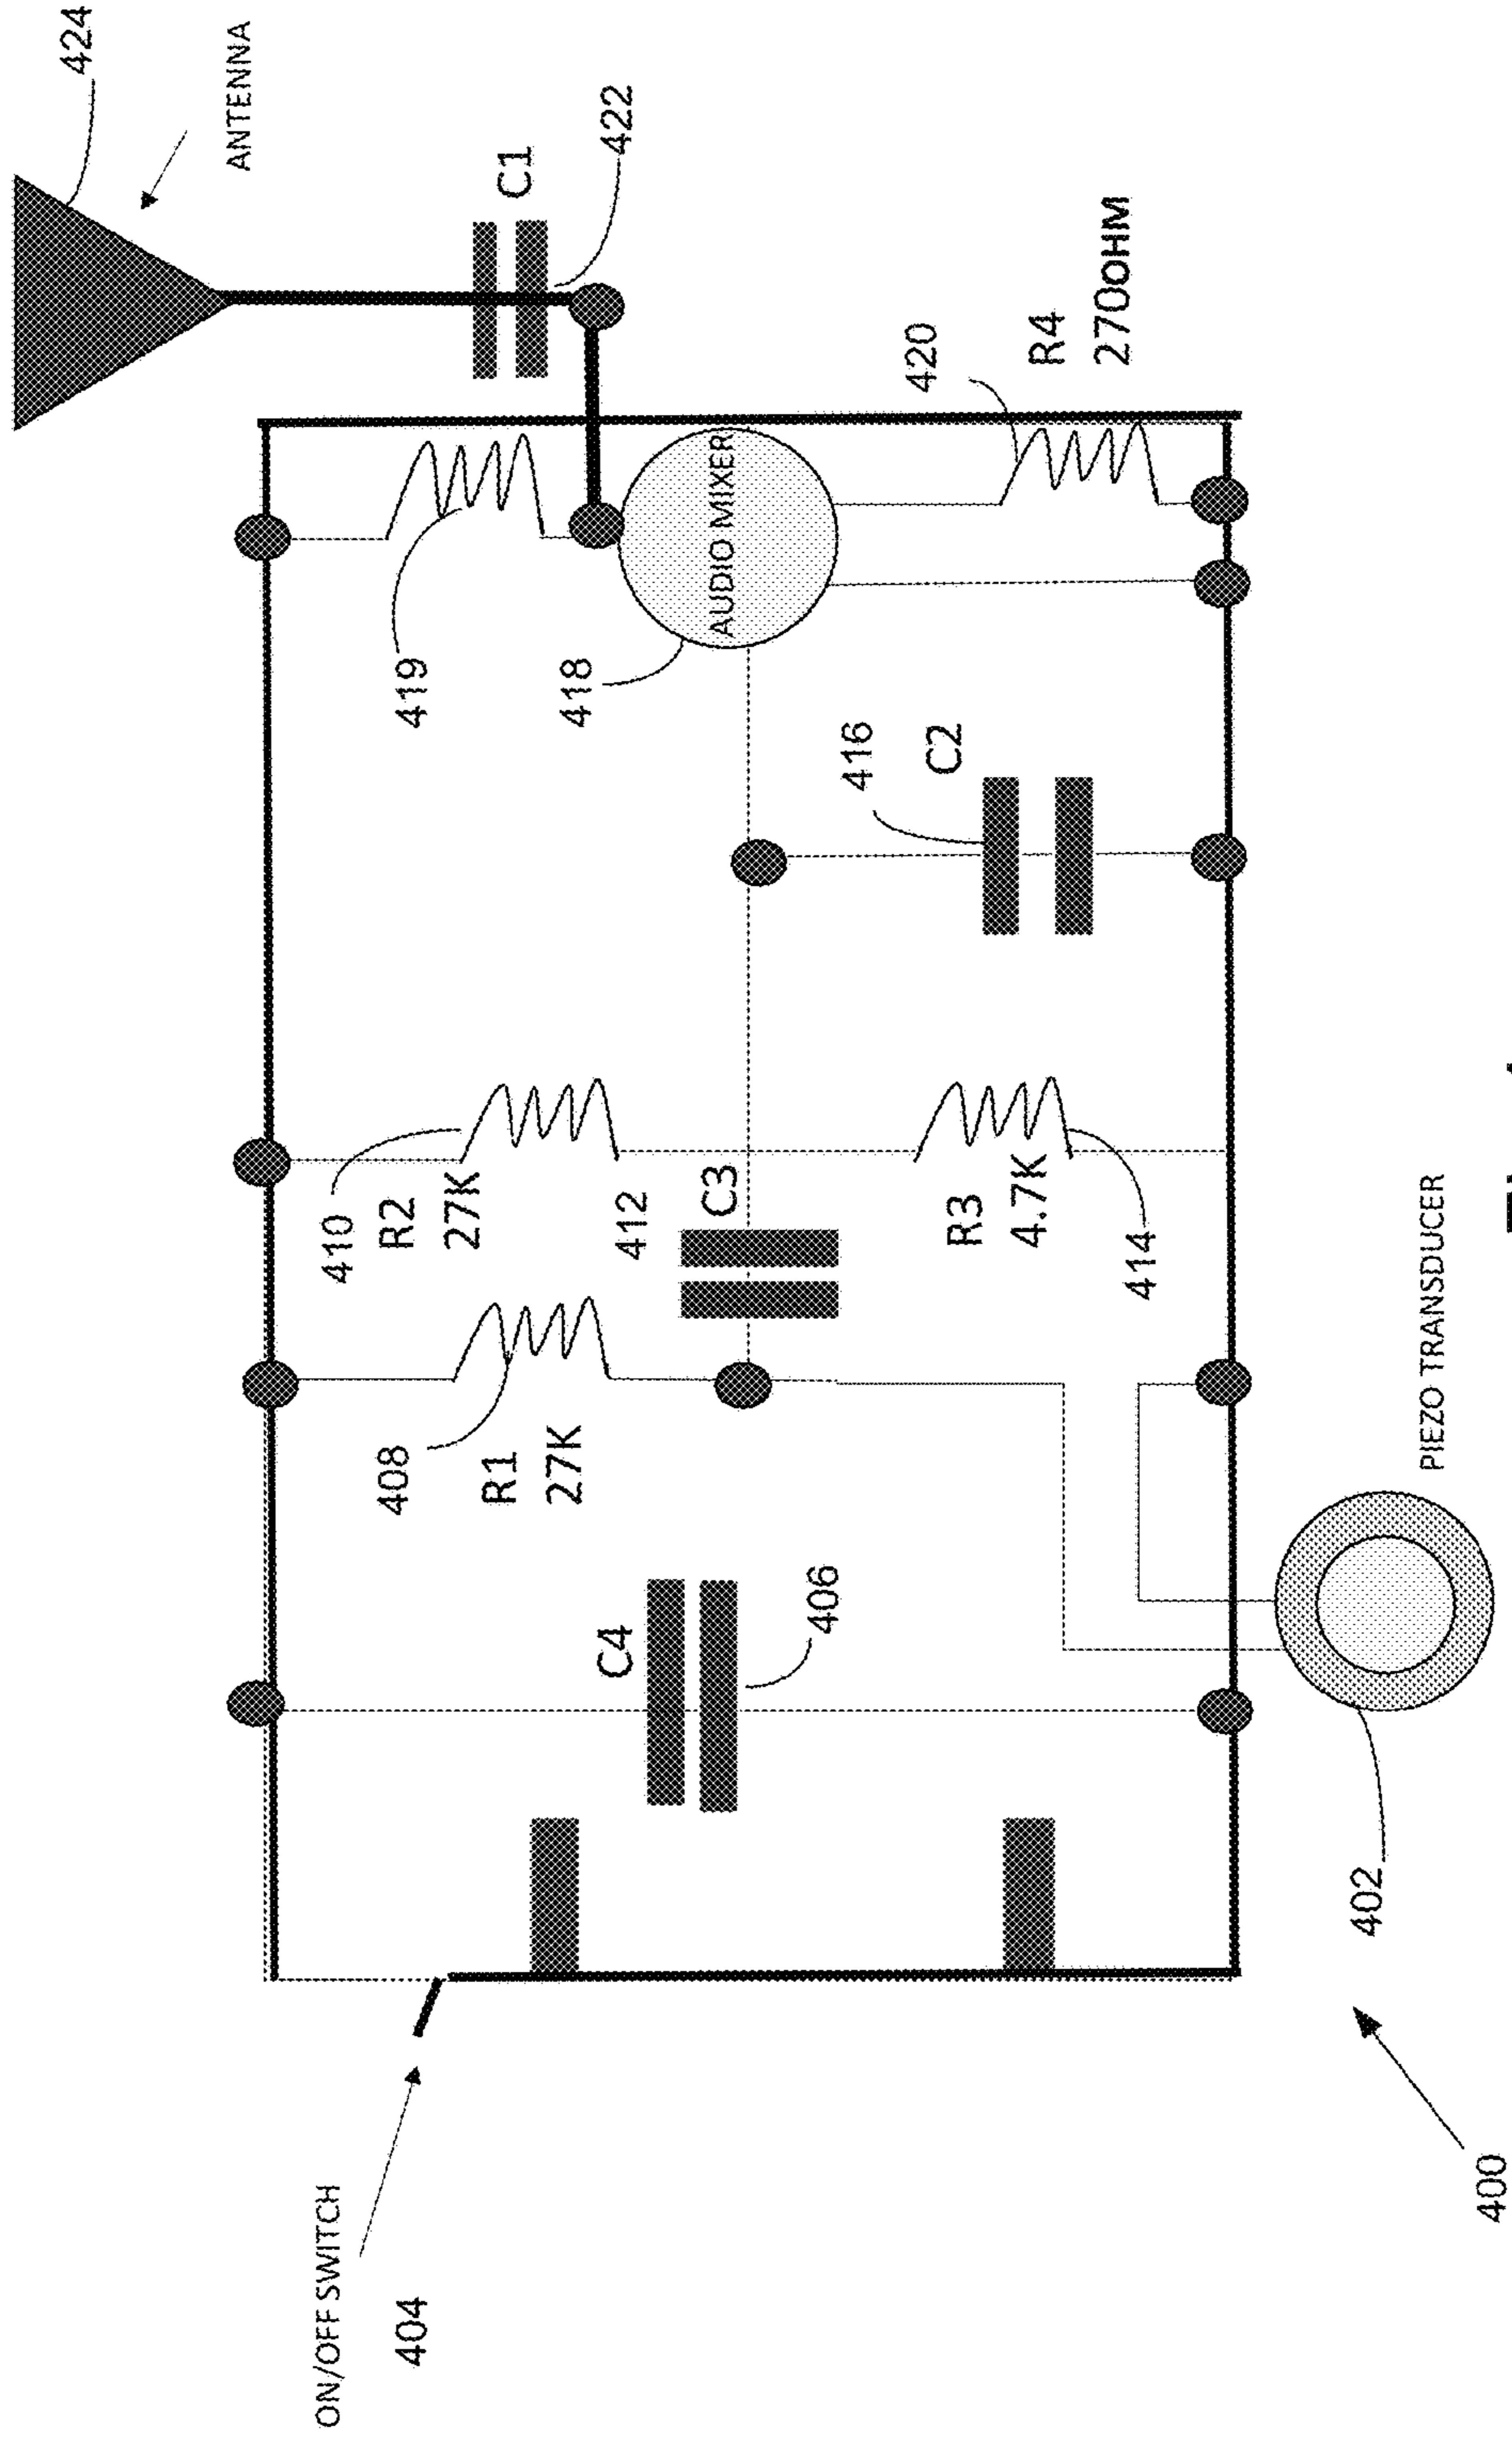 424
ANTENNA
ON/OFF SWITCH
404
410
R2
27K
408
R1
27K
419
C1
422
418
C4
406
412
C3
AUDIO MIXER
416
C2
420
R4
270OHM
R3
4.7K
414
402
PIEZO TRANSDUCER
400